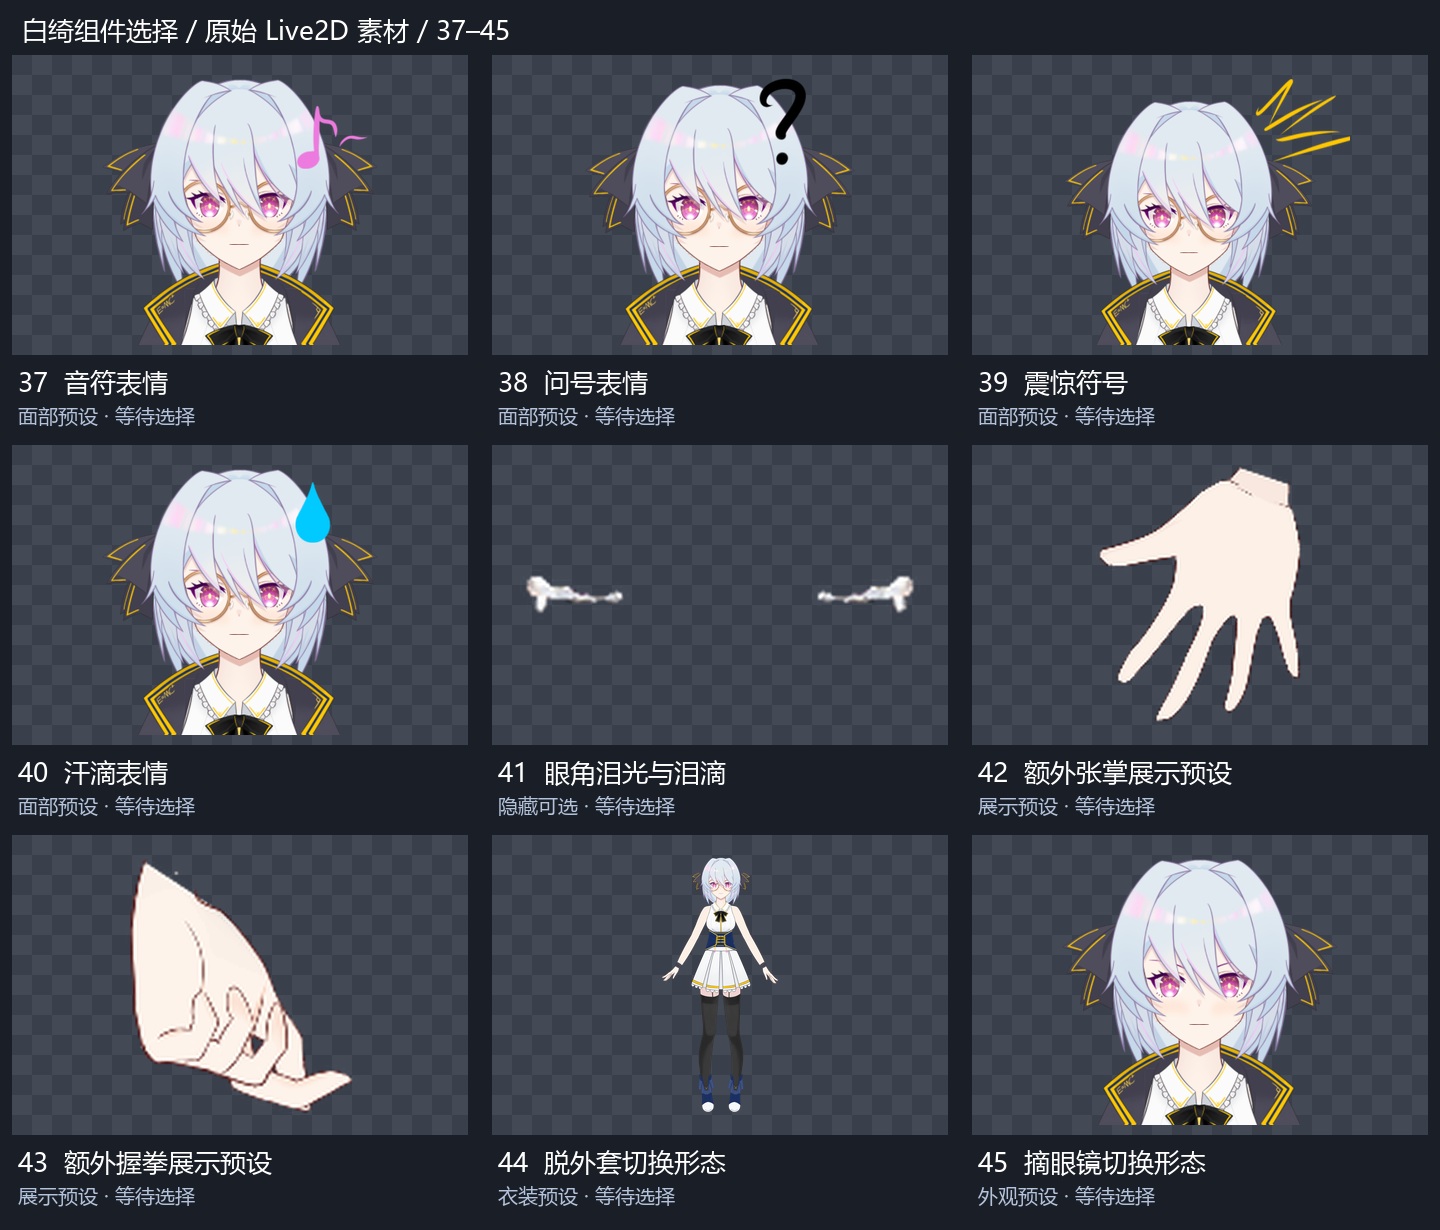 白绮组件选择 / 原始 Live2D 素材 / 37–45
37 音符表情
面部预设 · 等待选择
38 问号表情
面部预设 · 等待选择
39 震惊符号
面部预设 · 等待选择
40 汗滴表情
面部预设 · 等待选择
41 眼角泪光与泪滴
隐藏可选 · 等待选择
42 额外张掌展示预设
展示预设 · 等待选择
43 额外握拳展示预设
展示预设 · 等待选择
44 脱外套切换形态
衣装预设 · 等待选择
45 摘眼镜切换形态
外观预设 · 等待选择